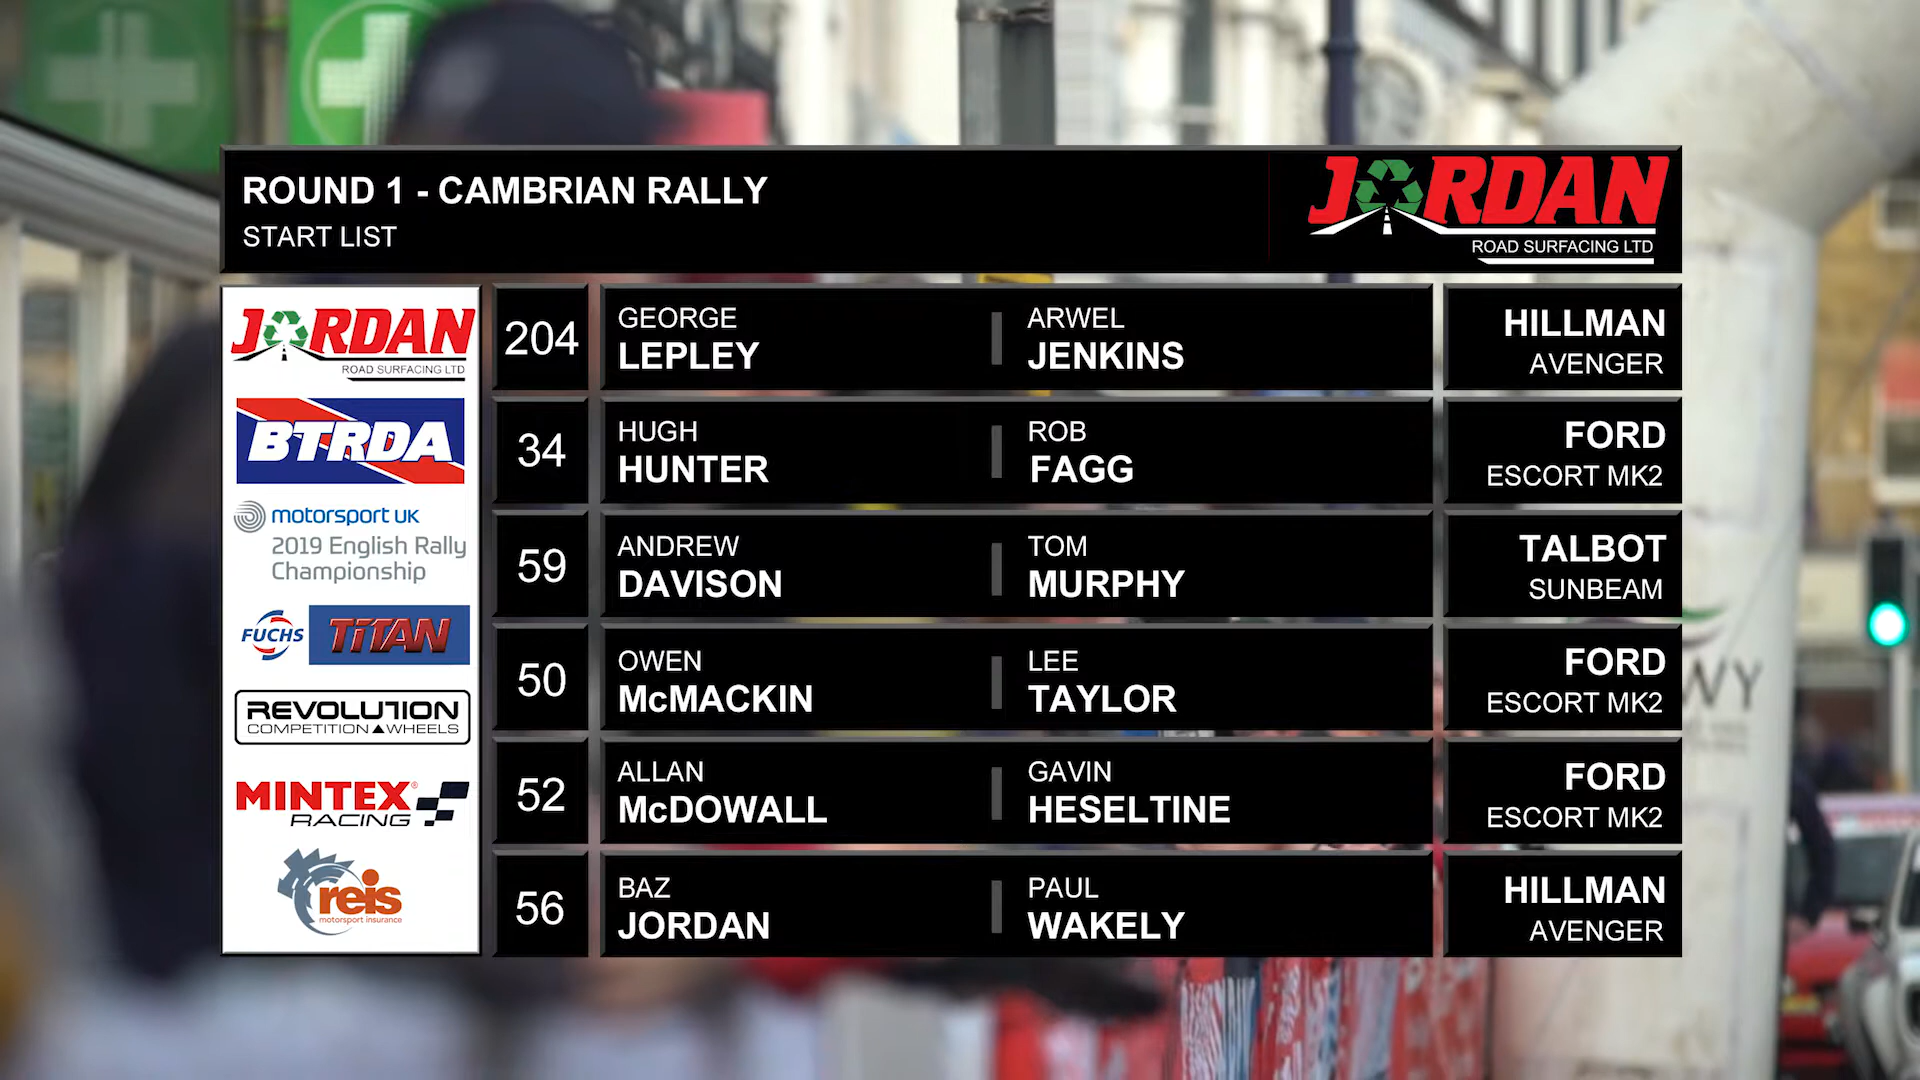 ROUND 1 - CAMBRIAN RALLY
START LIST
JORDAN
ROAD SURFACING LTD
JORDAN
ROAD SURFACING LTD
BTRDA
motorsport UK
2019 English Rally
Championship
FUCHS TiTAN
REVOLUTION
COMPETITION WHEELS
MINTEX®
RACING
reis
motorsport insurance
204 GEORGE LEPLEY ARWEL JENKINS HILLMAN AVENGER
34 HUGH HUNTER ROB FAGG FORD ESCORT MK2
59 ANDREW DAVISON TOM MURPHY TALBOT SUNBEAM
50 OWEN McMACKIN LEE TAYLOR FORD ESCORT MK2
52 ALLAN McDOWALL GAVIN HESELTINE FORD ESCORT MK2
56 BAZ JORDAN PAUL WAKELY HILLMAN AVENGER